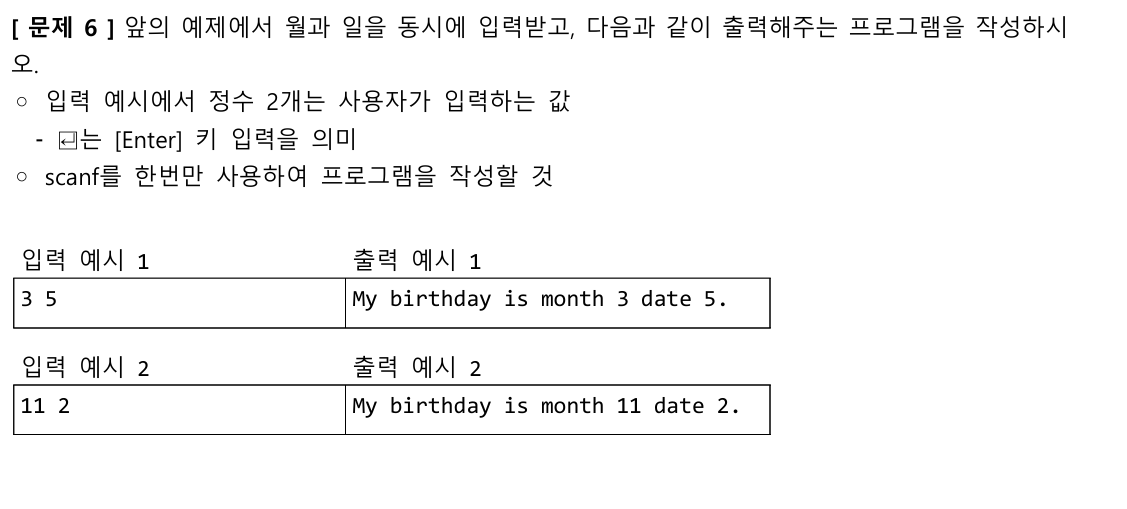 [ 문제 6 ] 앞의 예제에서 월과 일을 동시에 입력받고, 다음과 같이 출력해주는 프로그램을 작성하시
오.
○ 입력 예시에서 정수 2개는 사용자가 입력하는 값
- ↵는 [Enter] 키 입력을 의미
○ scanf를 한번만 사용하여 프로그램을 작성할 것
입력 예시 1 출력 예시 1
3 5 My birthday is month 3 date 5.
입력 예시 2 출력 예시 2
11 2 My birthday is month 11 date 2.